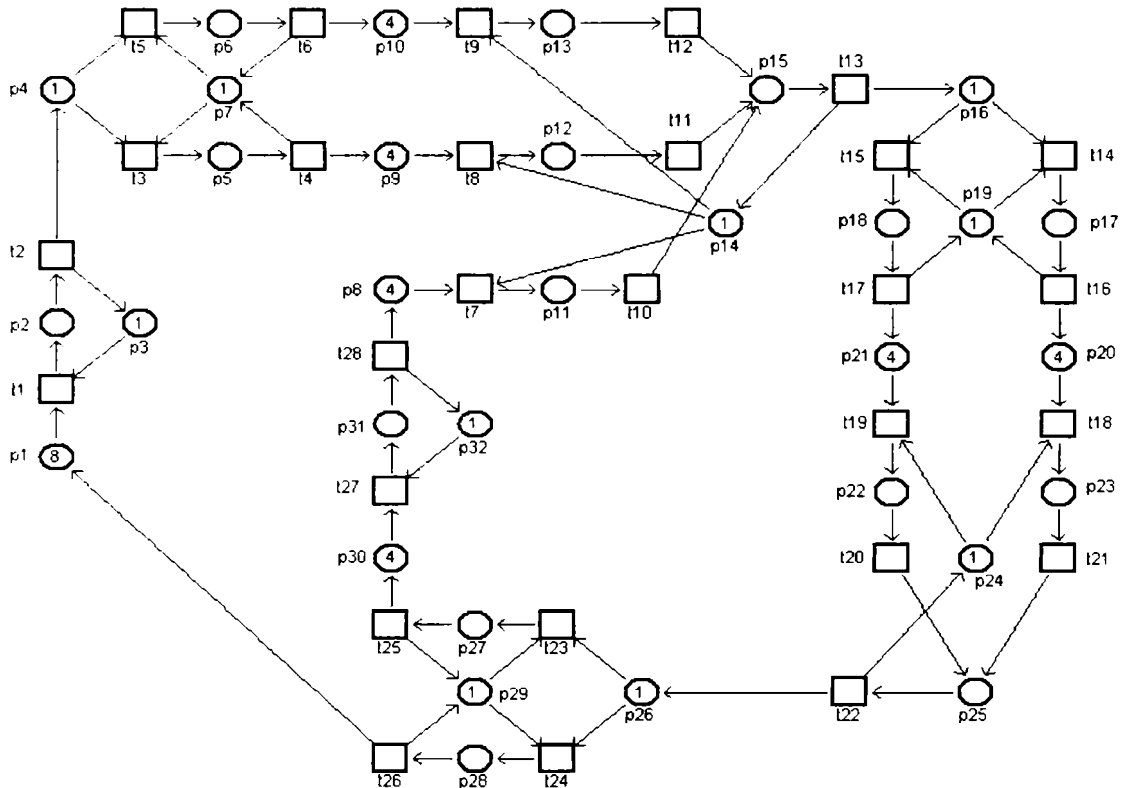 4
t5 p6 t6 p10 t9 p13 t12
p15 t13
p4 1 1 1
p7 p12 t11 p16
4 t15 t14
t3 p5 t4 p9 t8 p19
p18 1 p17
1
p14
t2
p8 4 t17 t16
t7 p11 t10
p2 1
p3 t28 p21 4 4 p20
t1
p31 1 t19 t18
p1 8 p32
t27 p22 p23
p30 4 t20 1 t21
p24
t25 p27 t23
1 p29 1
p26 t22 p25
t26 p28 t24